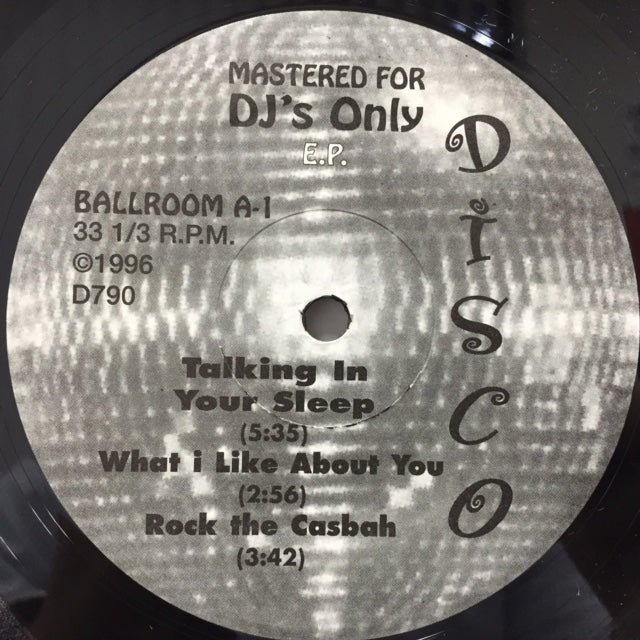 MASTERED FOR
DJ's Only
E.P.
DISCO
BALLROOM A-1
33 1/3 R.P.M.
©1996
D790
Talking In
Your Sleep
(5:35)
What i Like About You
(2:56)
Rock the Casbah
(3:42)